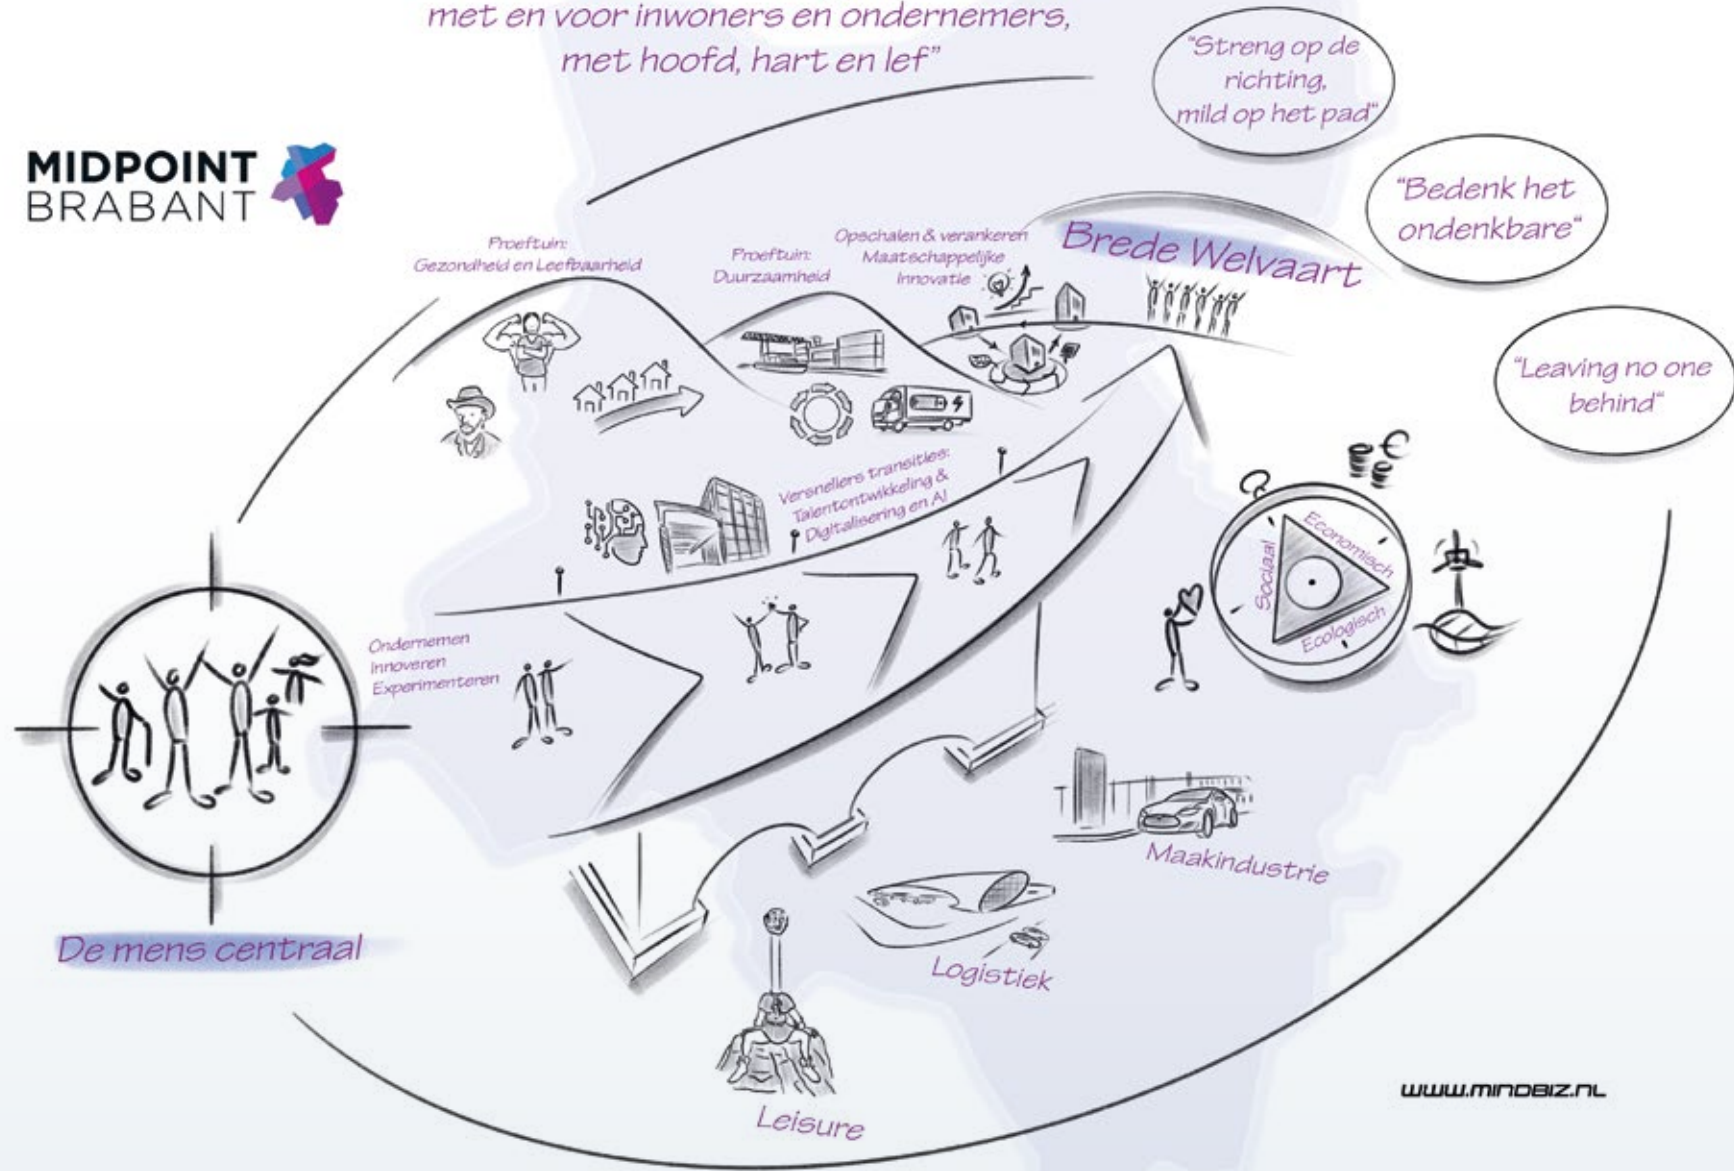 met en voor inwoners en ondernemers,
met hoofd, hart en lef"
"Streng op de
richting,
mild op het pad"
MIDPOINT
BRABANT
"Bedenk het
ondenkbare"
Proeftuin:
Gezondheid en Leefbaarheid
Proeftuin:
Duurzaamheid
Opschalen & verankeren
Maatschappelijke
Innovatie
Brede Welvaart
"Leaving no one
behind"
Versnellers transities:
Talentontwikkeling &
Digitalisering en AI
Economisch
Sociaal
Ecologisch
Ondernemen
Innoveren
Experimenteren
De mens centraal
Maakindustrie
Logistiek
Leisure
www.mindbiz.nl